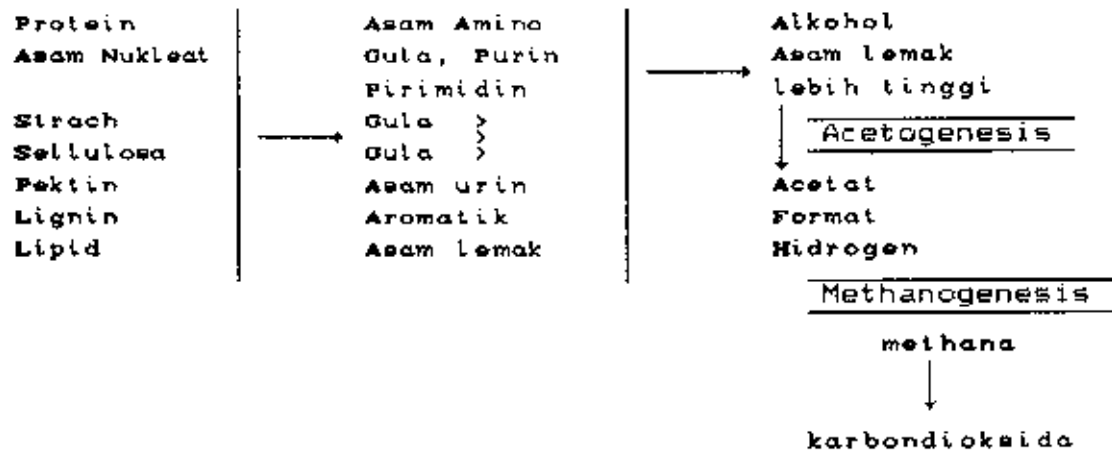 Protein
Asam Nukleat
Strach
Sellulosa
Pektin
Lignin
Lipid
Asam Amino
Gula, Purin
Pirimidin
Gula >
>
Gula >
Asam urin
Aromatik
Asam lemak
Alkohol
Asam lemak
lebih tinggi
Acetogenesis
Acetat
Format
Hidrogen
Methanogenesis
methana
karbondioksida